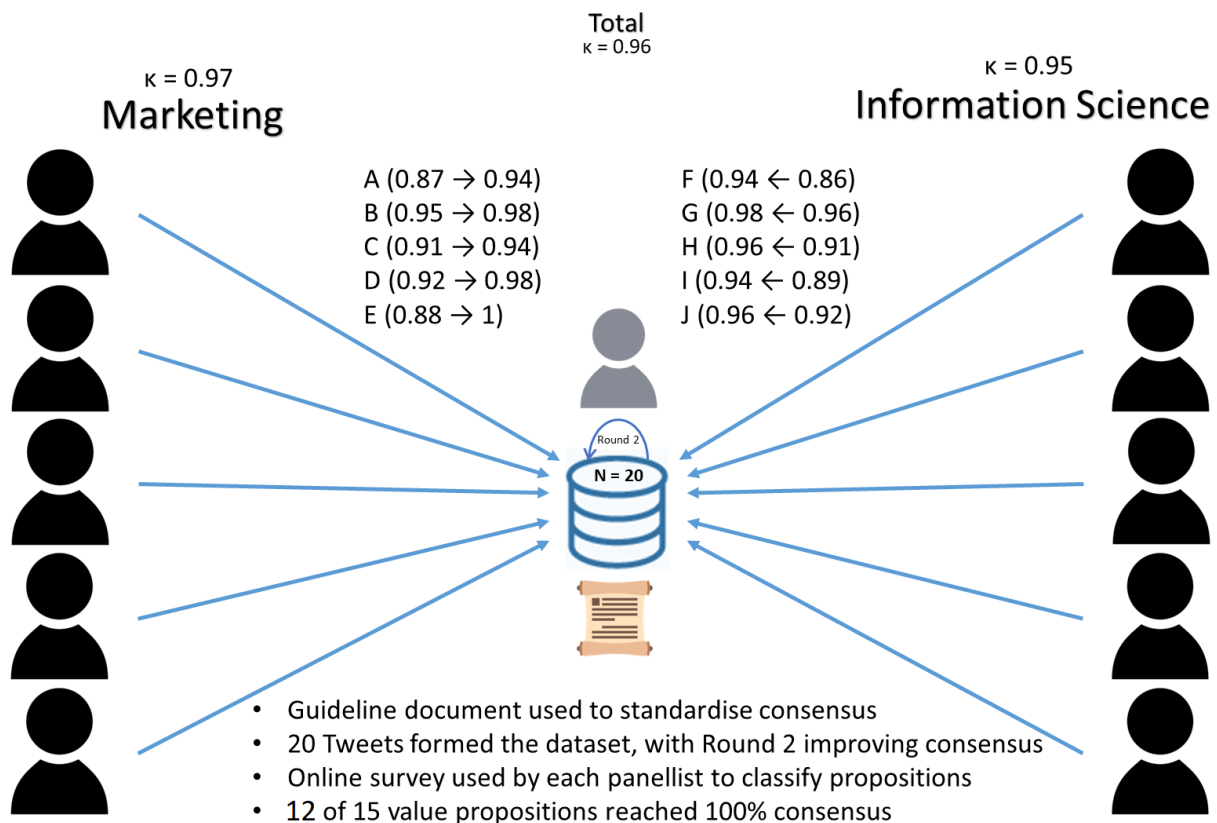 Total
κ = 0.96
κ = 0.97
Marketing
κ = 0.95
Information Science
A (0.87 → 0.94)
B (0.95 → 0.98)
C (0.91 → 0.94)
D (0.92 → 0.98)
E (0.88 → 1)
F (0.94 ← 0.86)
G (0.98 ← 0.96)
H (0.96 ← 0.91)
I (0.94 ← 0.89)
J (0.96 ← 0.92)
Round 2
N = 20
• Guideline document used to standardise consensus
• 20 Tweets formed the dataset, with Round 2 improving consensus
• Online survey used by each panellist to classify propositions
• 12 of 15 value propositions reached 100% consensus